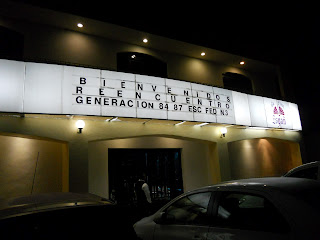 BIENVENIDOS
REENCUENTRO
GENERACION 84 87 ESC FED N3